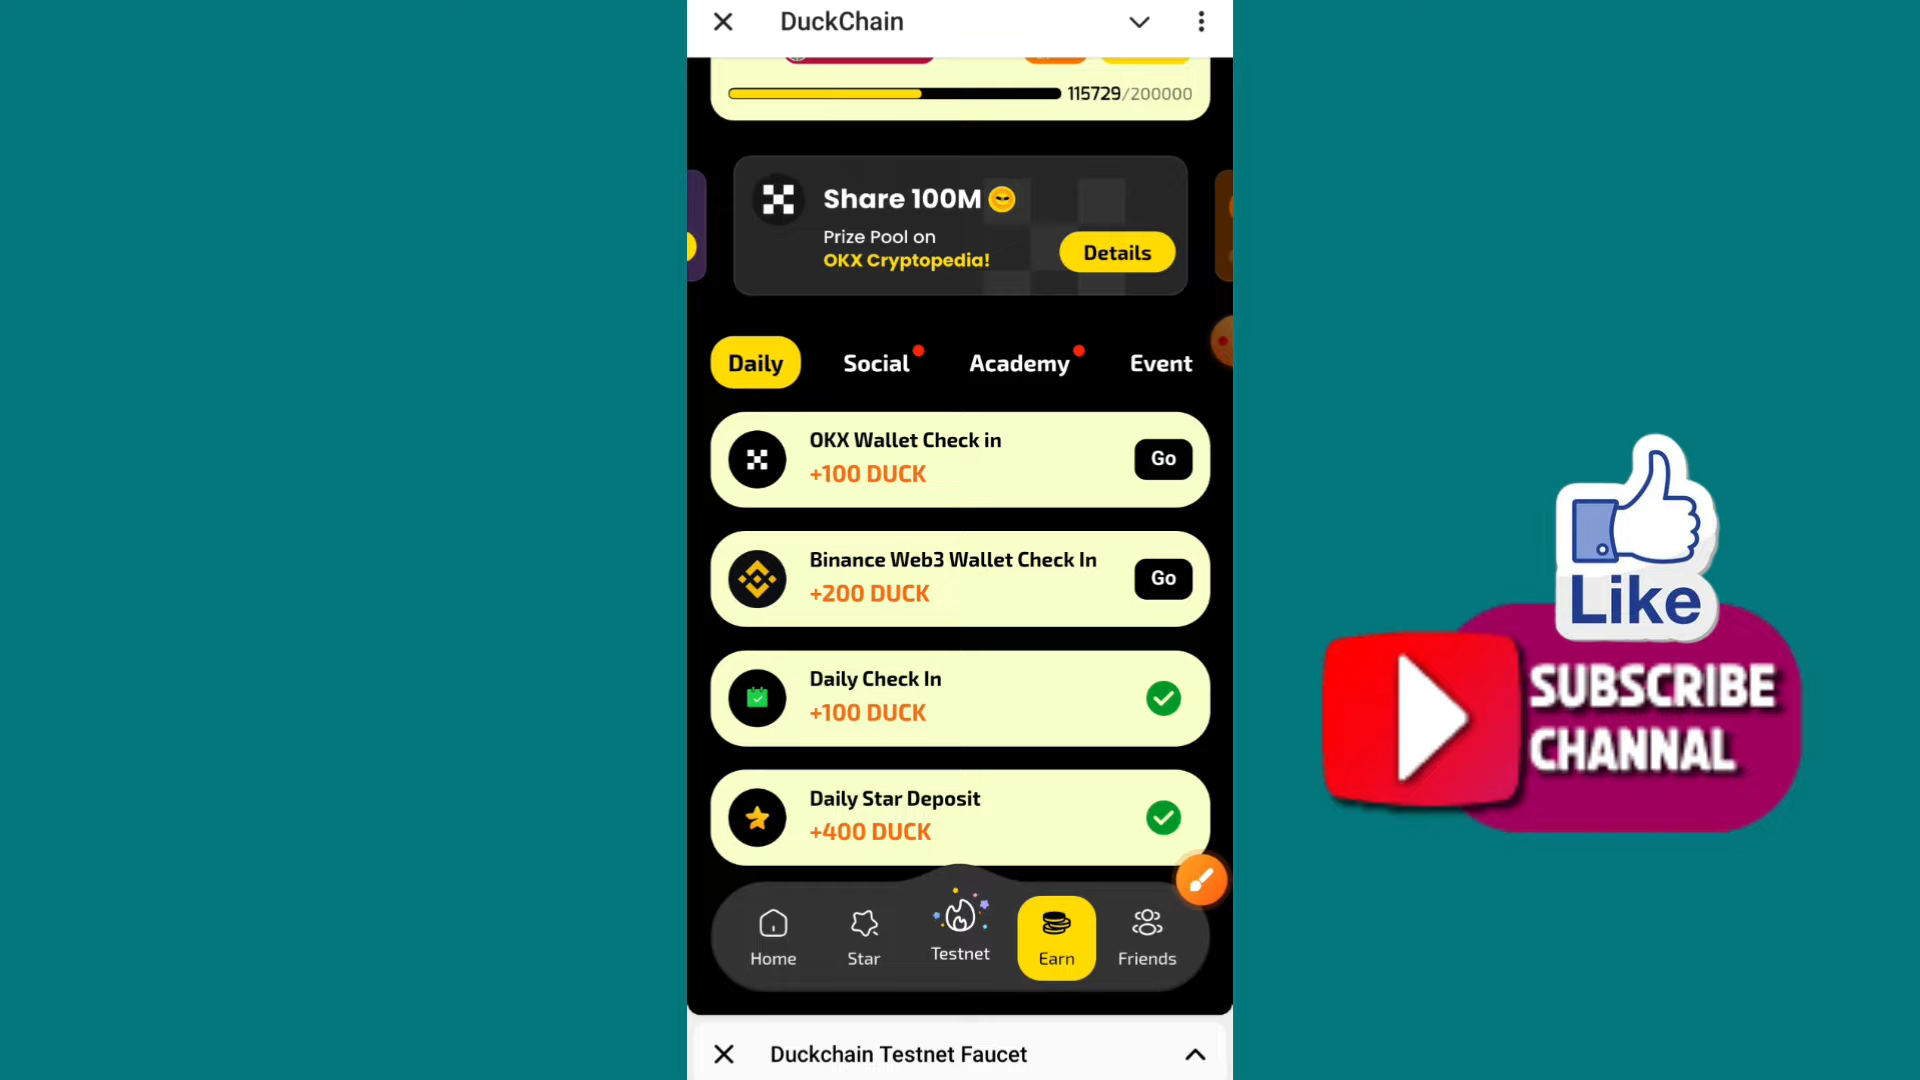 DuckChain
115729/200000
Share 100M
Prize Pool on
OKX Cryptopedia!
Details
Daily
Social
Academy
Event
OKX Wallet Check in
+100 DUCK
Go
Binance Web3 Wallet Check In
+200 DUCK
Go
Daily Check In
+100 DUCK
Daily Star Deposit
+400 DUCK
Home
Star
Testnet
Earn
Friends
Duckchain Testnet Faucet
Like
SUBSCRIBE
CHANNAL